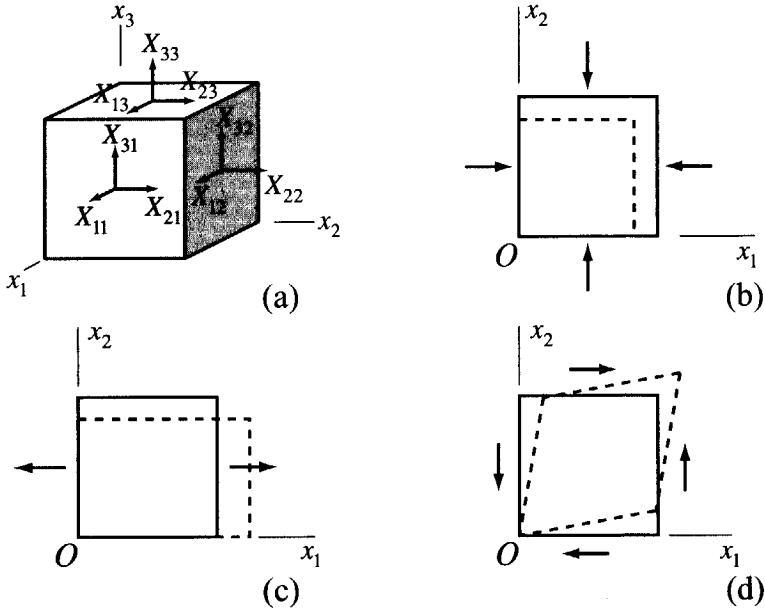 x₃
X₃₃
X₁₃ X₂₃
X₃₁ X₃₂
X₁₁ X₂₁ X₁₂ X₂₂
x₂
x₁
(a)
x₂
O x₁
(b)
x₂
O x₁
(c)
x₂
O x₁
(d)